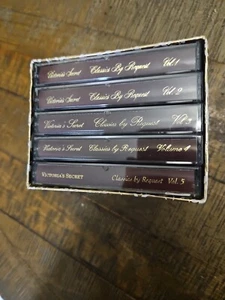 Victoria's Secret Classics By Request Vol. 1
Victoria's Secret Classics By Request Vol. 2
Victoria's Secret Classics by Request Vol.
Victoria's Secret Classics by Request Volume 4
VICTORIA'S SECRET Classics by Request Vol. 5